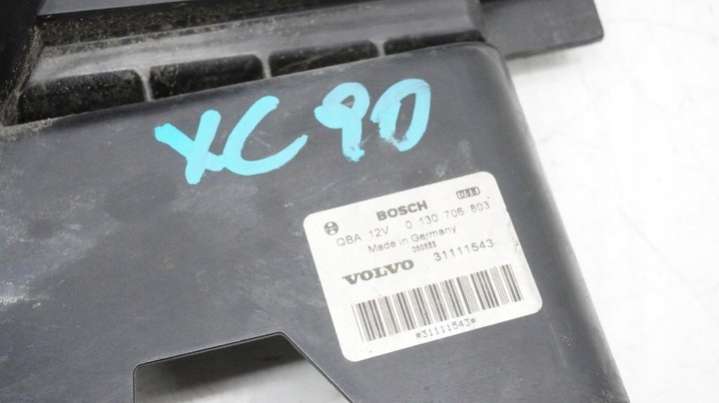 XC90
BOSCH
QBA 12V 0 130 706 803
Made in Germany
VOLVO 31111543
*31111543*